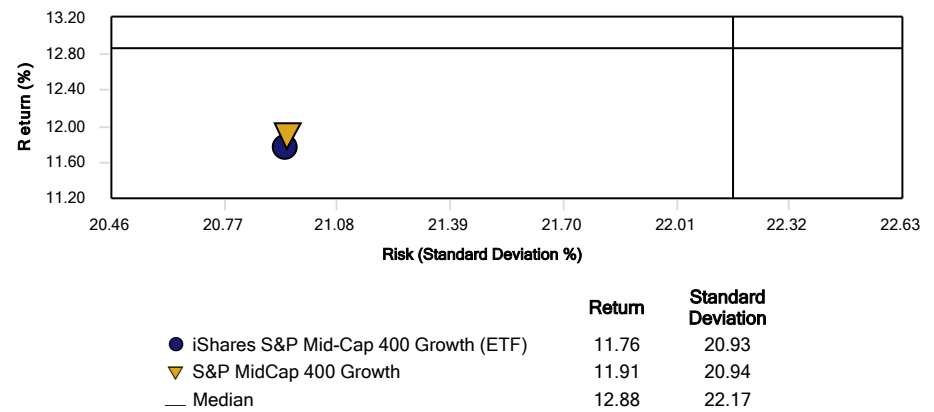 13.20
12.80
12.40
12.00
11.60
11.20
Return (%)
20.46 20.77 21.08 21.39 21.70 22.01 22.32 22.63
Risk (Standard Deviation %)
Return Standard Deviation
iShares S&P Mid-Cap 400 Growth (ETF) 11.76 20.93
S&P MidCap 400 Growth 11.91 20.94
Median 12.88 22.17